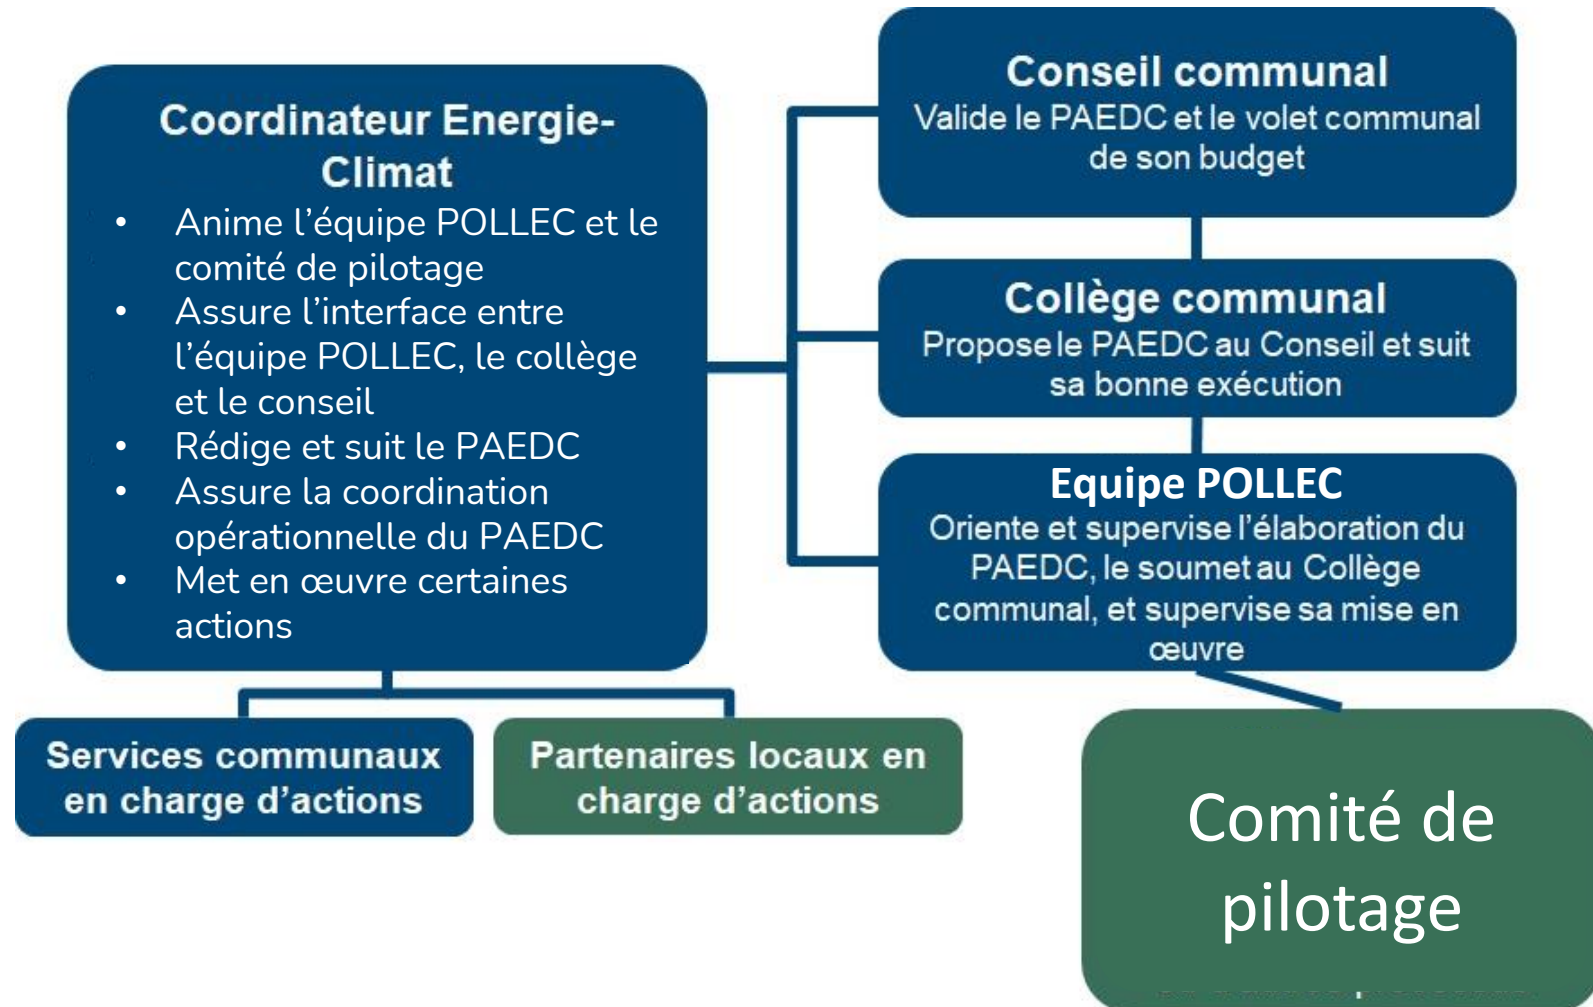 Coordinateur Energie-
Climat
• Anime l’équipe POLLEC et le
comité de pilotage
• Assure l’interface entre
l’équipe POLLEC, le collège
et le conseil
• Rédige et suit le PAEDC
• Assure la coordination
opérationnelle du PAEDC
• Met en œuvre certaines
actions
Conseil communal
Valide le PAEDC et le volet communal
de son budget
Collège communal
Propose le PAEDC au Conseil et suit
sa bonne exécution
Equipe POLLEC
Oriente et supervise l’élaboration du
PAEDC, le soumet au Collège
communal, et supervise sa mise en
œuvre
Services communaux
en charge d’actions
Partenaires locaux en
charge d’actions
Comité de
pilotage